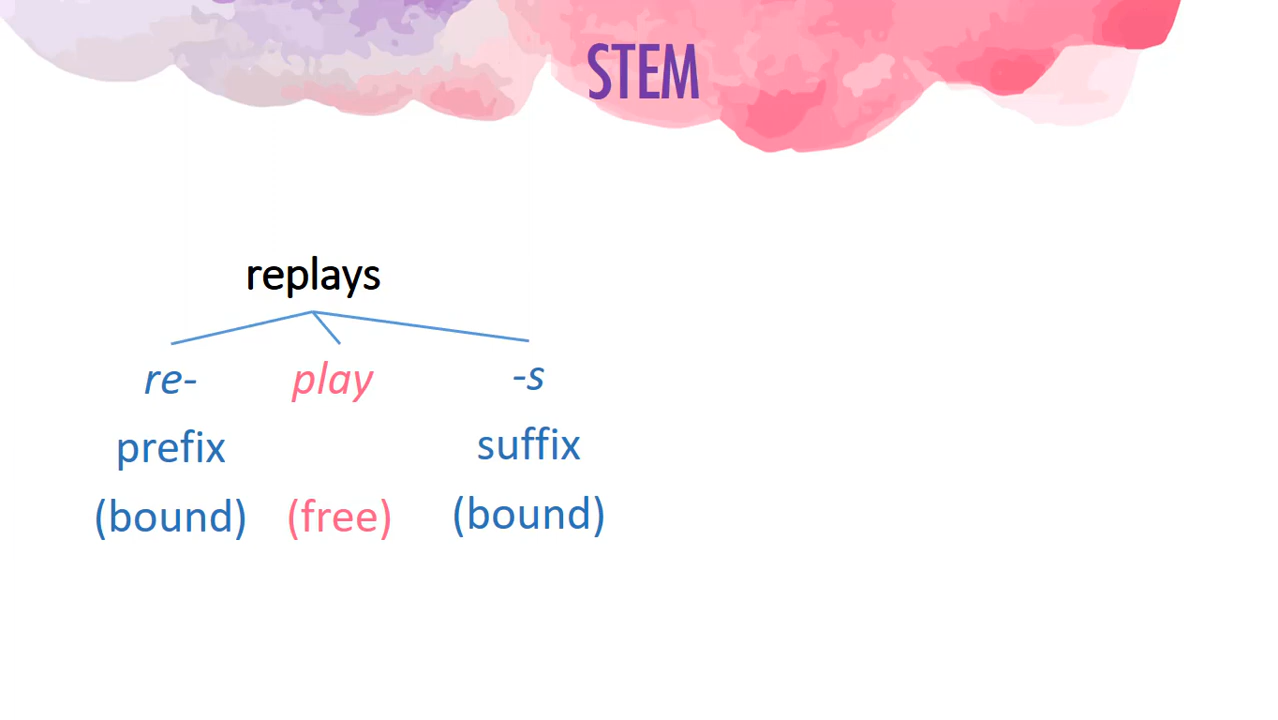 STEM
replays
re- play -s
prefix suffix
(bound) (free) (bound)